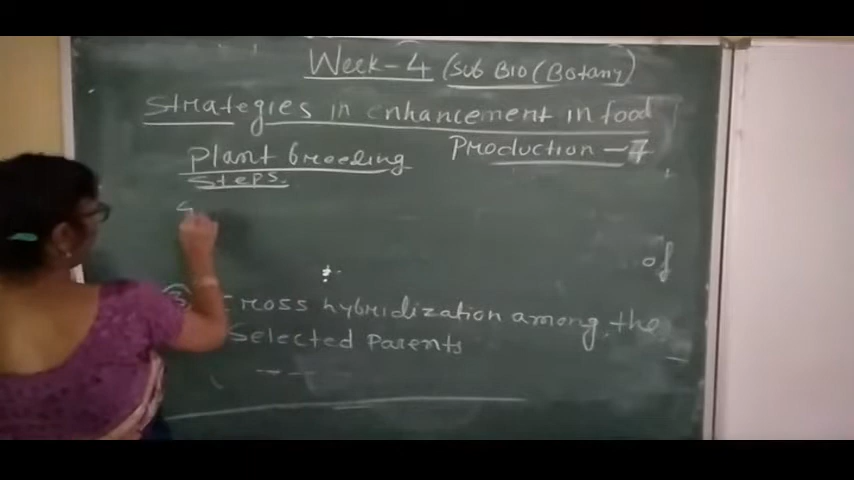 Week-4 (Sub Bio (Botany)
Strategies in enhancement in food
Production - 7
Plant breeding
Steps.
of
③ Cross hybridization among the
Selected Parents